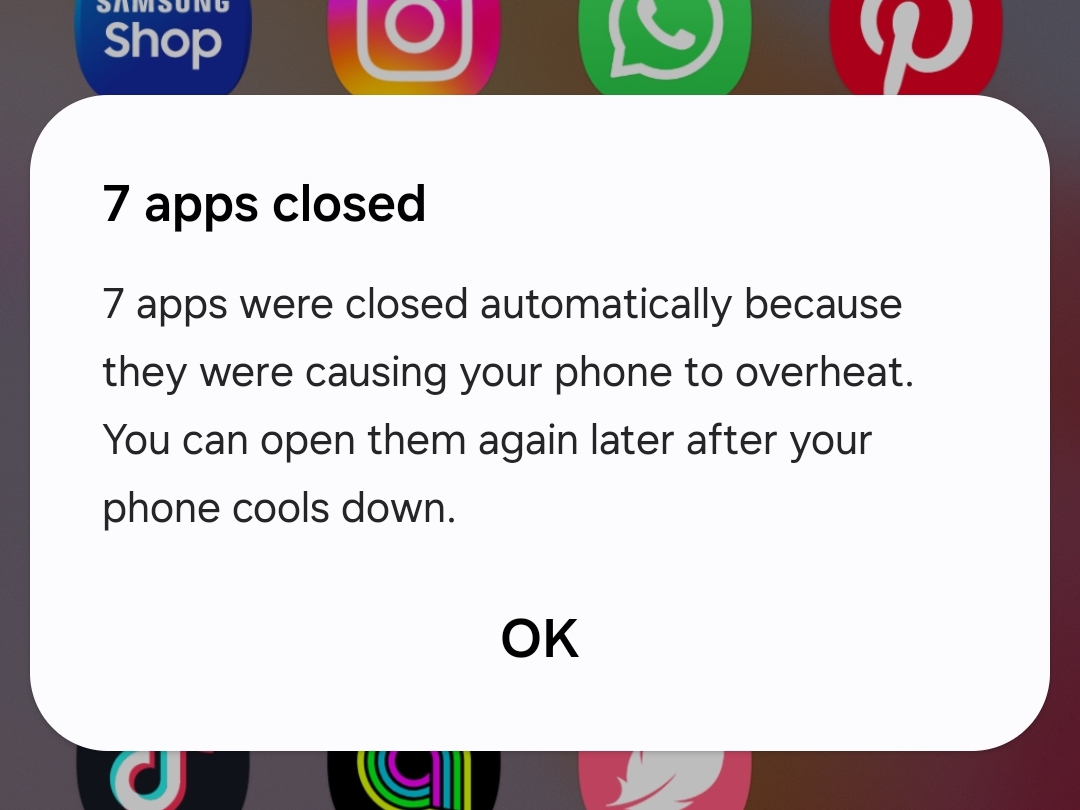 SAMSUNG
Shop
7 apps closed
7 apps were closed automatically because
they were causing your phone to overheat.
You can open them again later after your
phone cools down.
OK